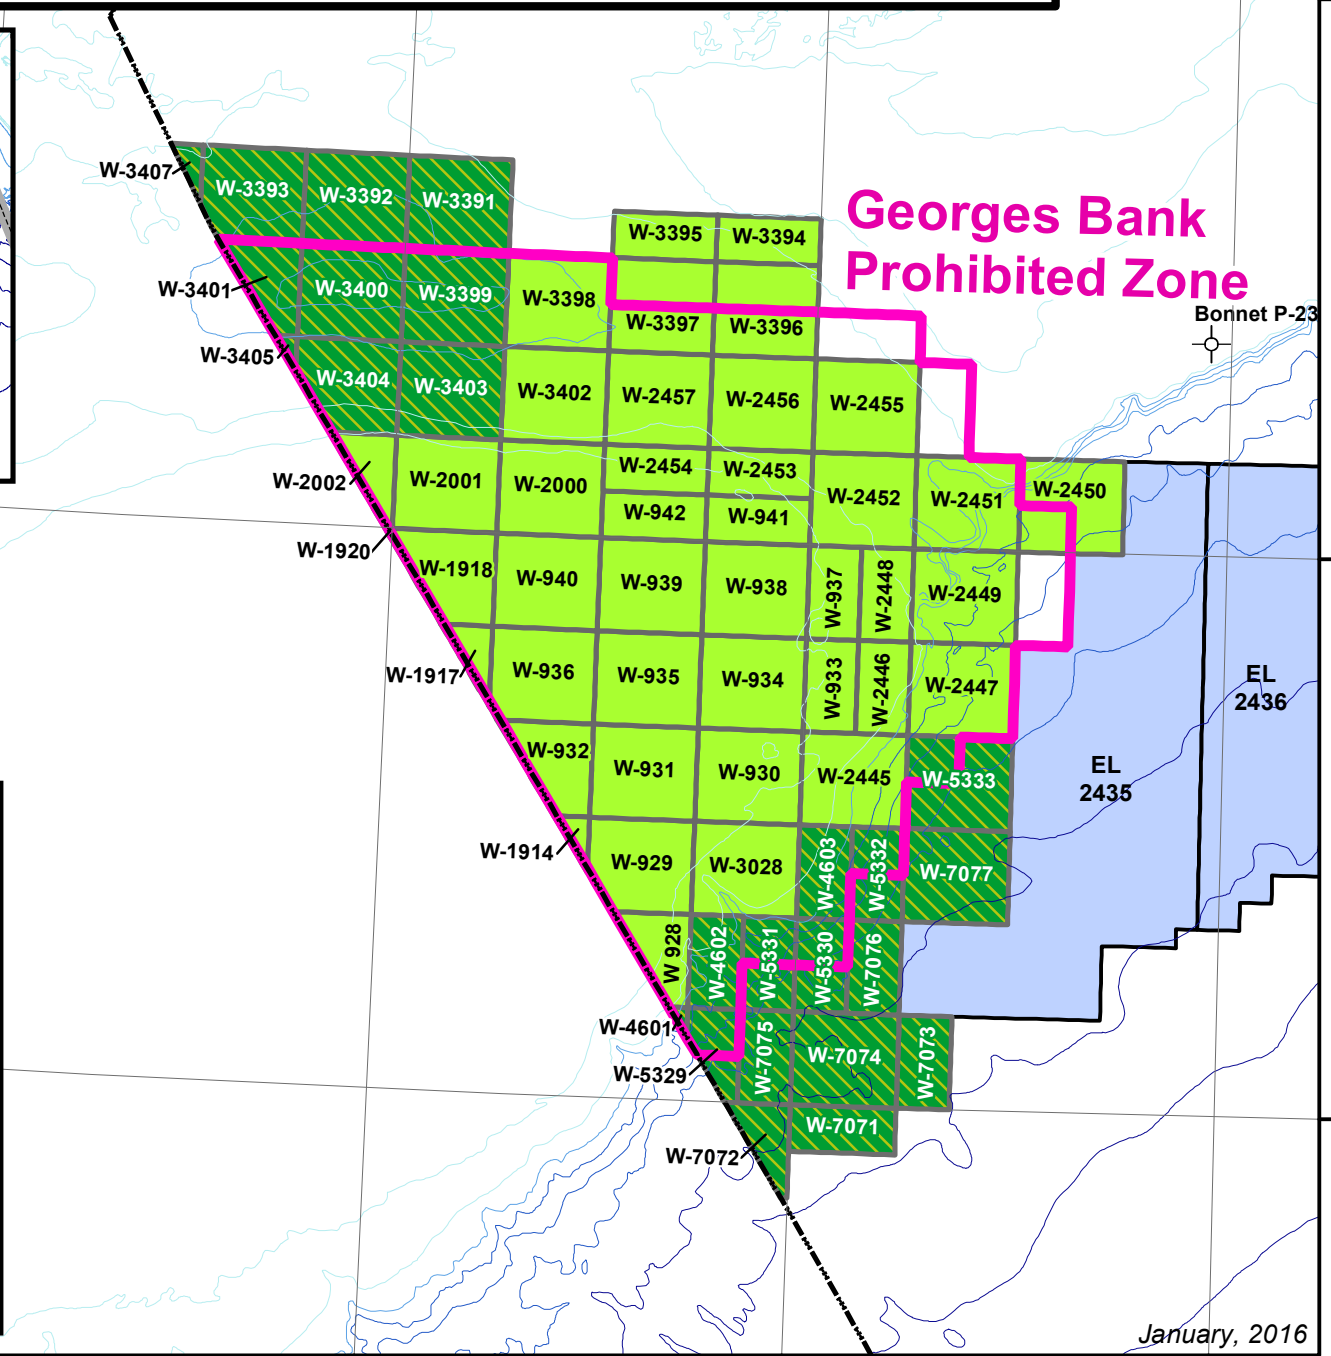 W-3407
W-3393
W-3392
W-3391
Georges Bank
Prohibited Zone
W-3395
W-3394
W-3401
W-3400
W-3399
W-3398
Bonnet P-23
W-3397
W-3396
W-3405
W-3404
W-3403
W-3402
W-2457
W-2456
W-2455
W-2002
W-2001
W-2000
W-2454
W-2453
W-2452
W-2451
W-2450
W-942
W-941
W-1920
W-1918
W-940
W-939
W-938
W-937
W-2448
W-2449
W-1917
W-936
W-935
W-934
W-933
W-2446
W-2447
EL
2436
W-932
W-931
W-930
W-2445
W-5333
EL
2435
W-1914
W-929
W-3028
W-4603
W-5332
W-7077
W 928
W-4602
W-5331
W-5330
W-7076
W-4601
W-5329
W-7075
W-7074
W-7073
W-7072
W-7071
January, 2016